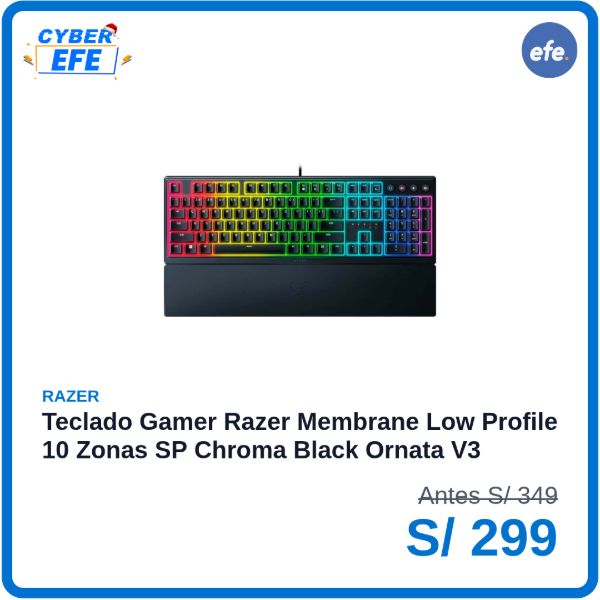 CYBER
EFE
efe.
RAZER
Teclado Gamer Razer Membrane Low Profile
10 Zonas SP Chroma Black Ornata V3
Antes S/ 349
S/ 299